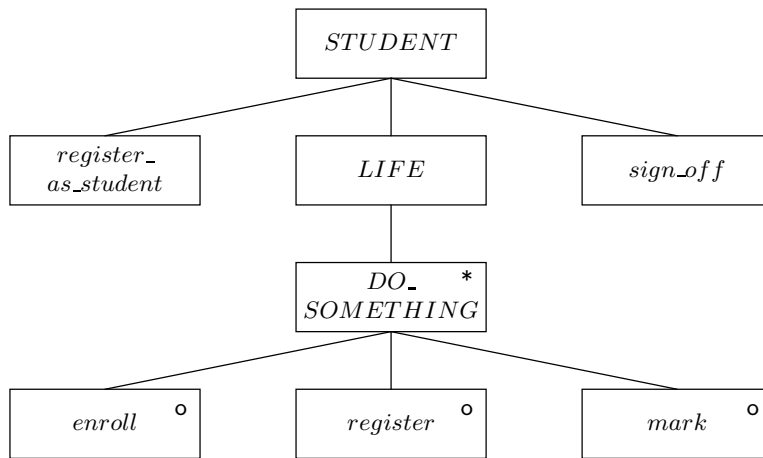 STUDENT
register_
as_student
LIFE
sign_off
DO_ *
SOMETHING
enroll o
register o
mark o